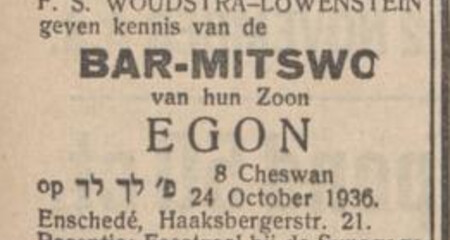 F. S. WOUDSTRA-LÖWENSTEIN
geven kennis van de
BAR-MITSWO
van hun Zoon
EGON
op פ' לך לך 8 Cheswan
24 October 1936.
Enschedé, Haaksbergerstr. 21.